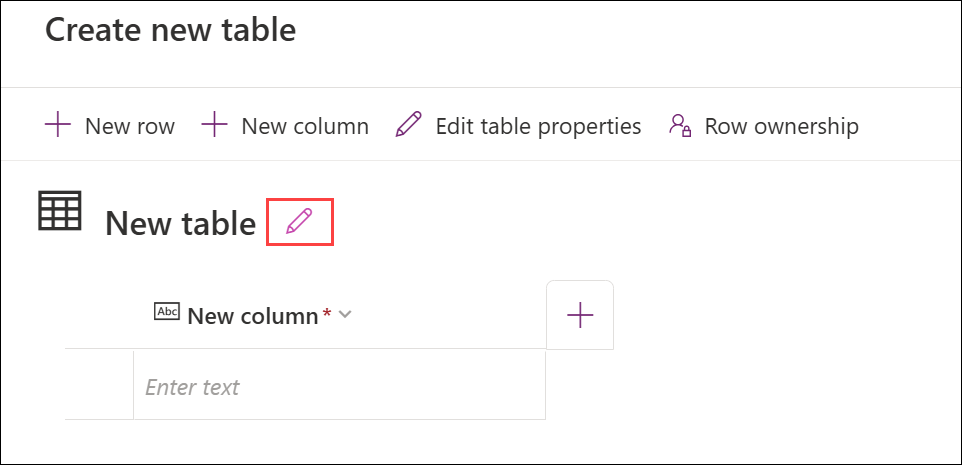 Create new table
New row New column Edit table properties Row ownership
New table
Abc New column*
Enter text